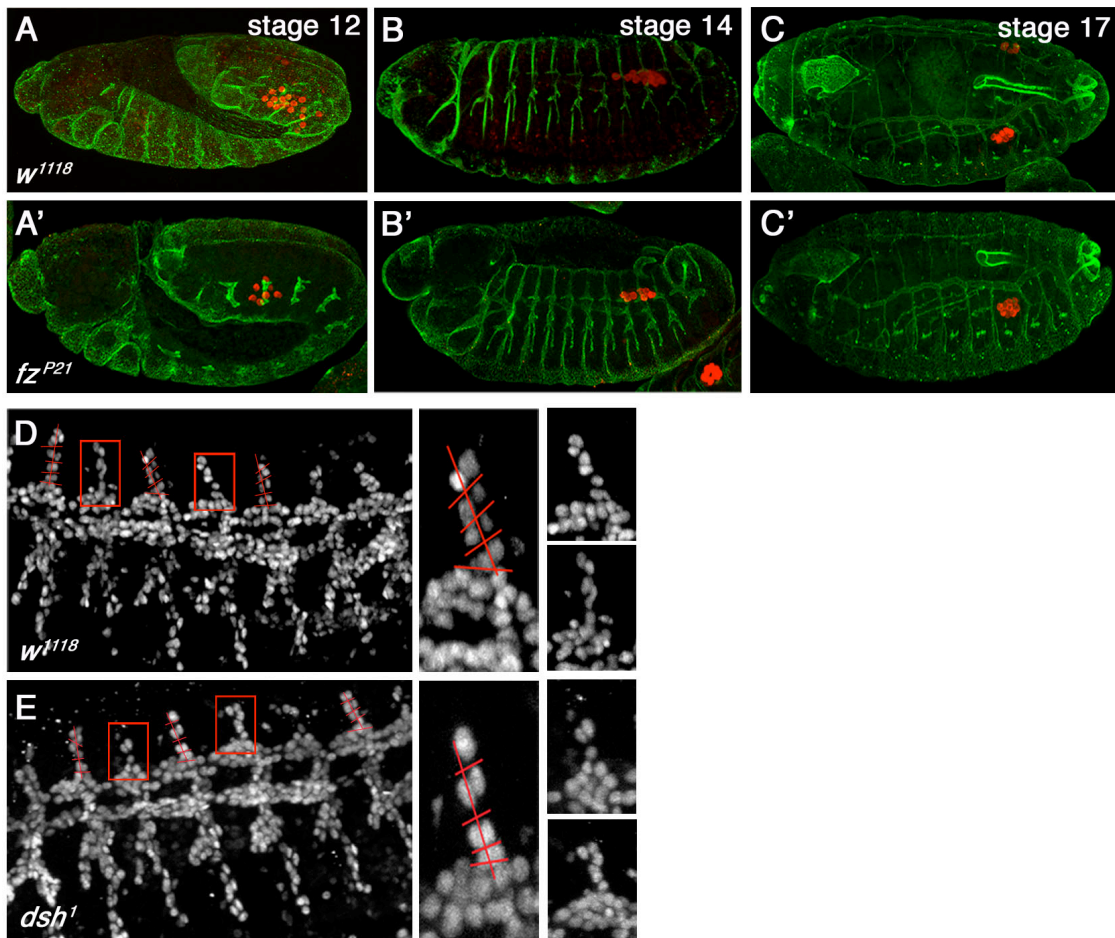 A stage 12
B stage 14
C stage 17
w1118
A'
B'
C'
fzP21
D
w1118
E
dsh1